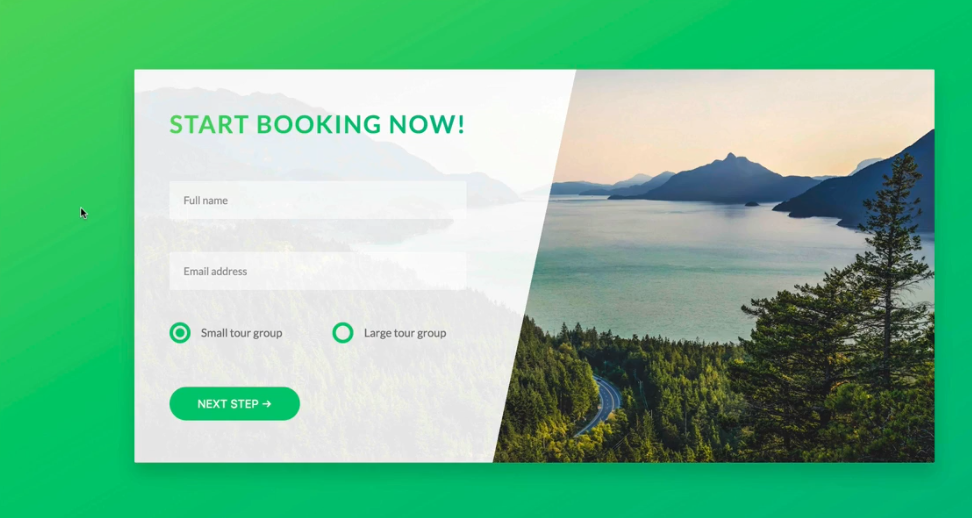 START BOOKING NOW!
Full name
Email address
Small tour group Large tour group
NEXT STEP →